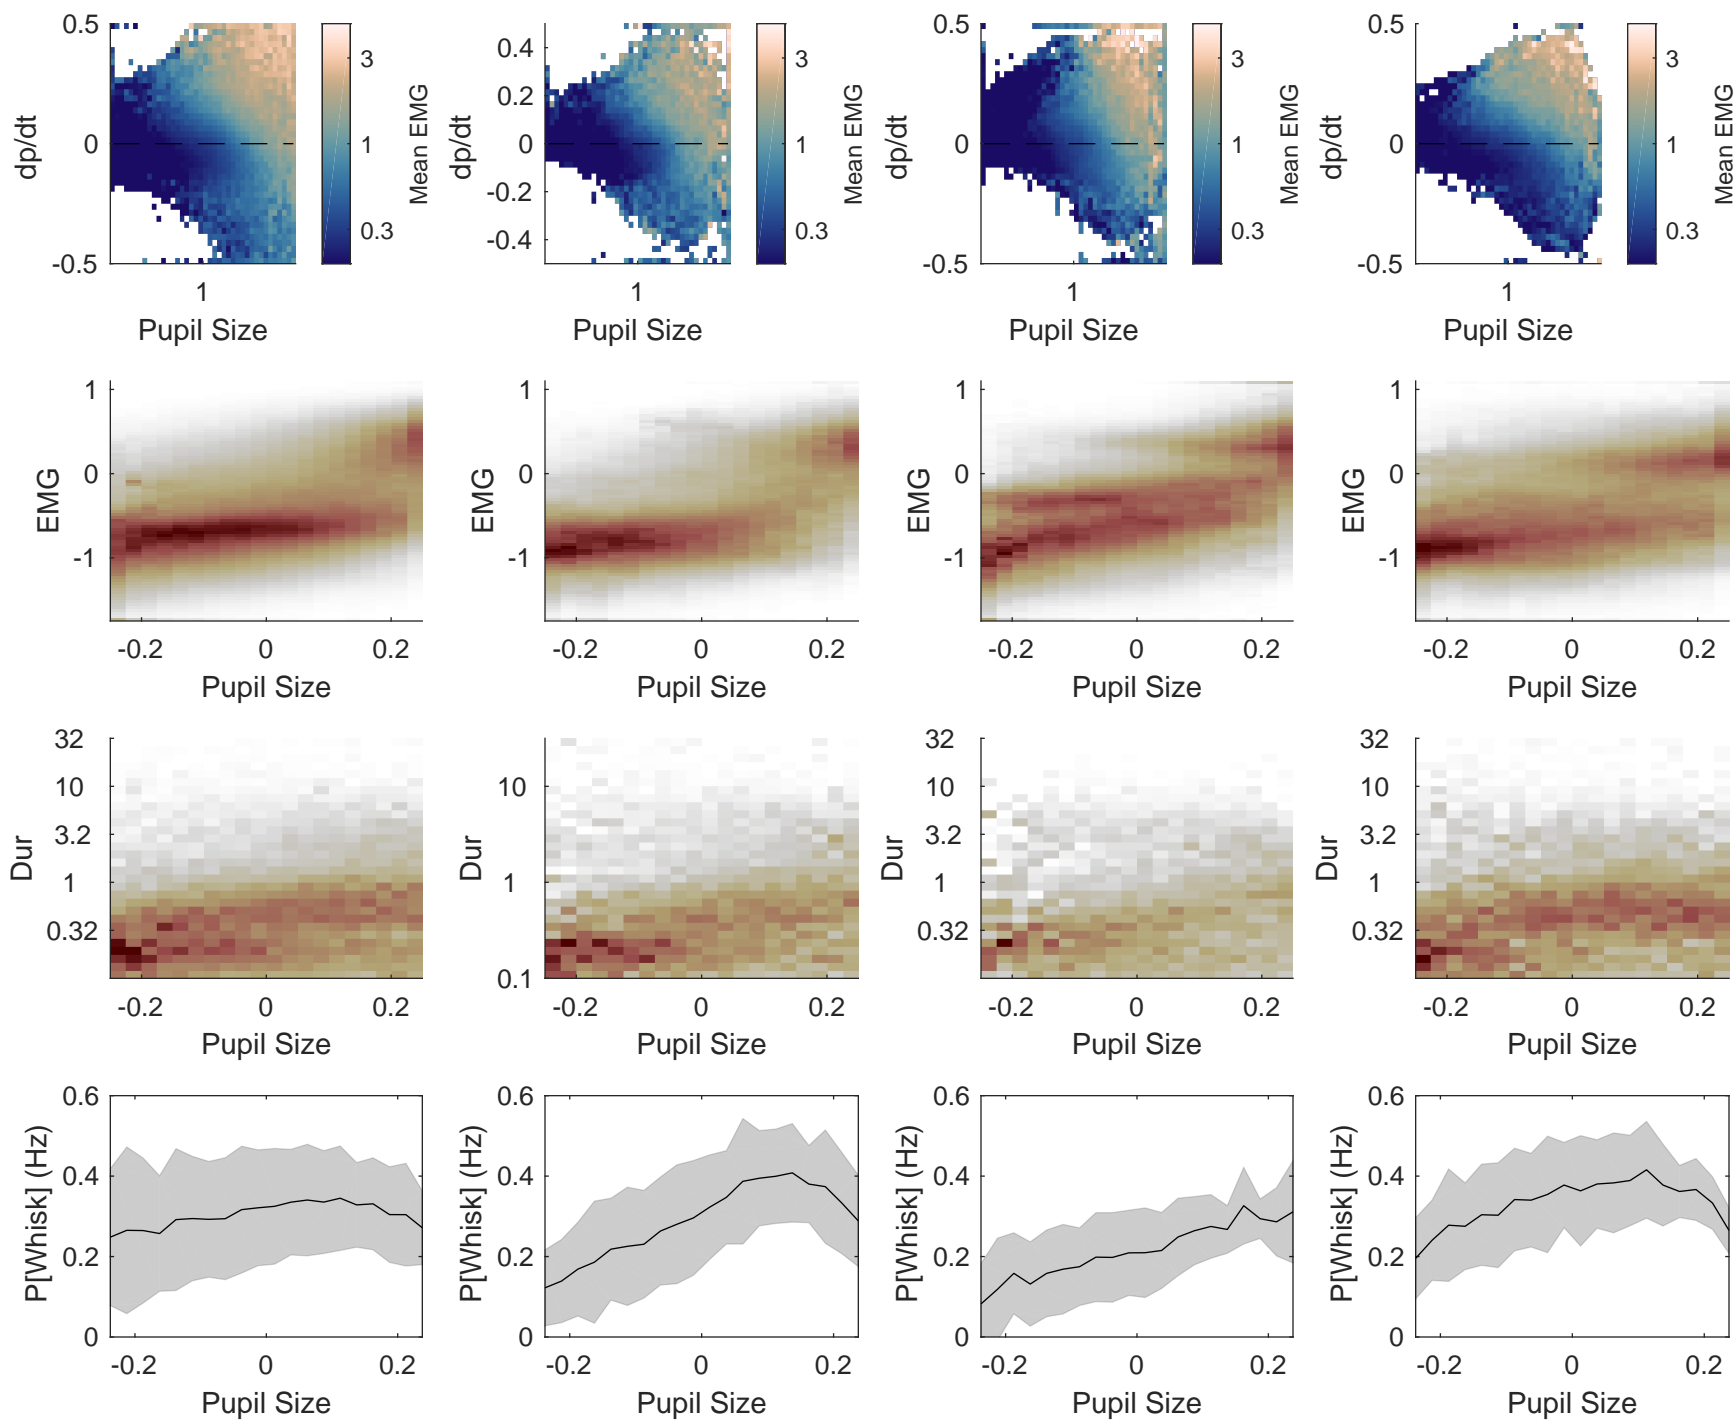 0.5 0 -0.5 dp/dt 1 Pupil Size 3 1 0.3 Mean EMG
0.4 0.2 0 -0.2 -0.4 dp/dt 1 Pupil Size 3 1 0.3 Mean EMG
0.5 0 -0.5 dp/dt 1 Pupil Size 3 1 0.3 Mean EMG
0.5 0 -0.5 dp/dt 1 Pupil Size 3 1 0.3 Mean EMG
1 0 -1 EMG -0.2 0 0.2 Pupil Size
1 0 -1 EMG -0.2 0 0.2 Pupil Size
1 0 -1 EMG -0.2 0 0.2 Pupil Size
1 0 -1 EMG -0.2 0 0.2 Pupil Size
32 10 3.2 1 0.32 Dur -0.2 0 0.2 Pupil Size
10 1 0.1 Dur -0.2 0 0.2 Pupil Size
32 10 3.2 1 0.32 Dur -0.2 0 0.2 Pupil Size
32 10 3.2 1 0.32 Dur -0.2 0 0.2 Pupil Size
0.6 0.4 0.2 0 P[Whisk] (Hz) -0.2 0 0.2 Pupil Size
0.6 0.4 0.2 0 P[Whisk] (Hz) -0.2 0 0.2 Pupil Size
0.6 0.4 0.2 0 P[Whisk] (Hz) -0.2 0 0.2 Pupil Size
0.6 0.4 0.2 0 P[Whisk] (Hz) -0.2 0 0.2 Pupil Size